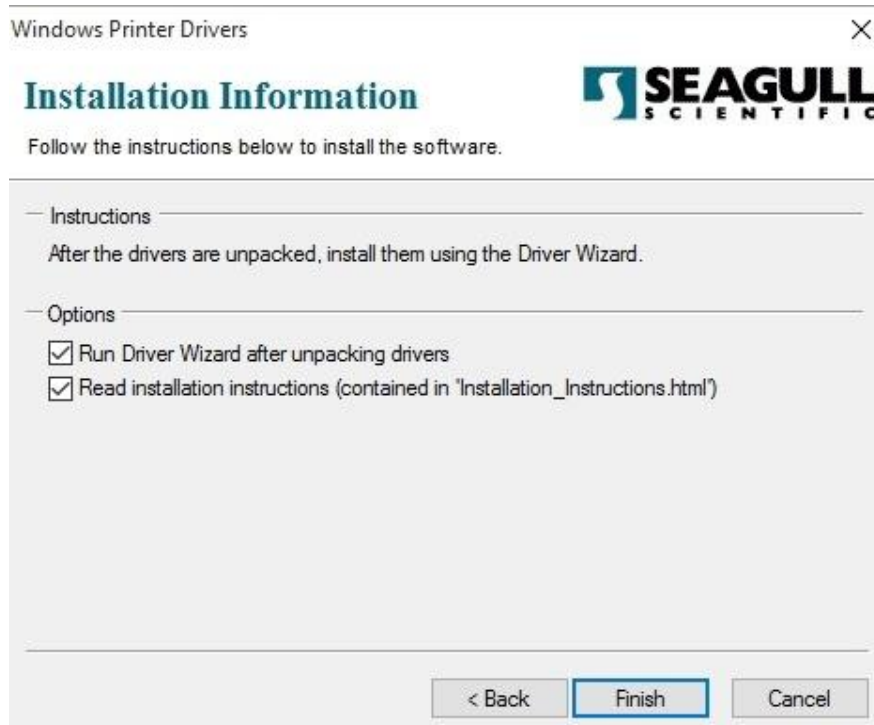 Windows Printer Drivers
Installation Information
SEAGULL
SCIENTIFIC
Follow the instructions below to install the software.
Instructions
After the drivers are unpacked, install them using the Driver Wizard.
Options
Run Driver Wizard after unpacking drivers
Read installation instructions (contained in 'Installation_Instructions.html')
< Back Finish Cancel